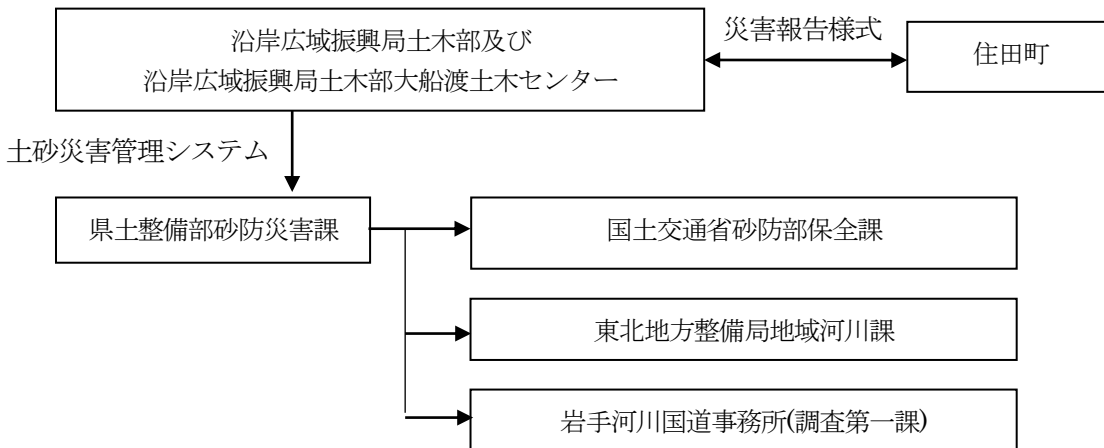 沿岸広域振興局土木部及び
沿岸広域振興局土木部大船渡土木センター
災害報告様式
住田町
土砂災害管理システム
県土整備部砂防災害課
国土交通省砂防部保全課
東北地方整備局地域河川課
岩手河川国道事務所(調査第一課)